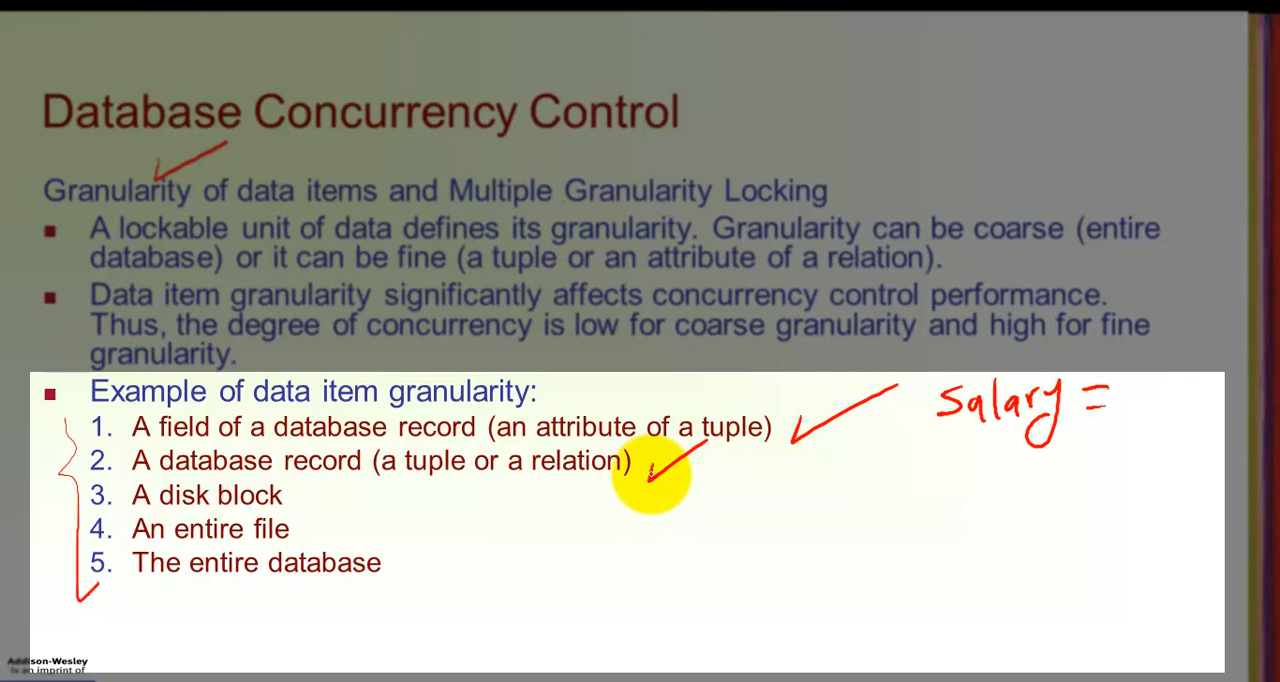 Database Concurrency Control
Granularity of data items and Multiple Granularity Locking
A lockable unit of data defines its granularity. Granularity can be coarse (entire
database) or it can be fine (a tuple or an attribute of a relation).
Data item granularity significantly affects concurrency control performance.
Thus, the degree of concurrency is low for coarse granularity and high for fine
granularity.
Example of data item granularity:
salary =
1. A field of a database record (an attribute of a tuple)
2. A database record (a tuple or a relation)
3. A disk block
4. An entire file
5. The entire database
Addison-Wesley
is an imprint of